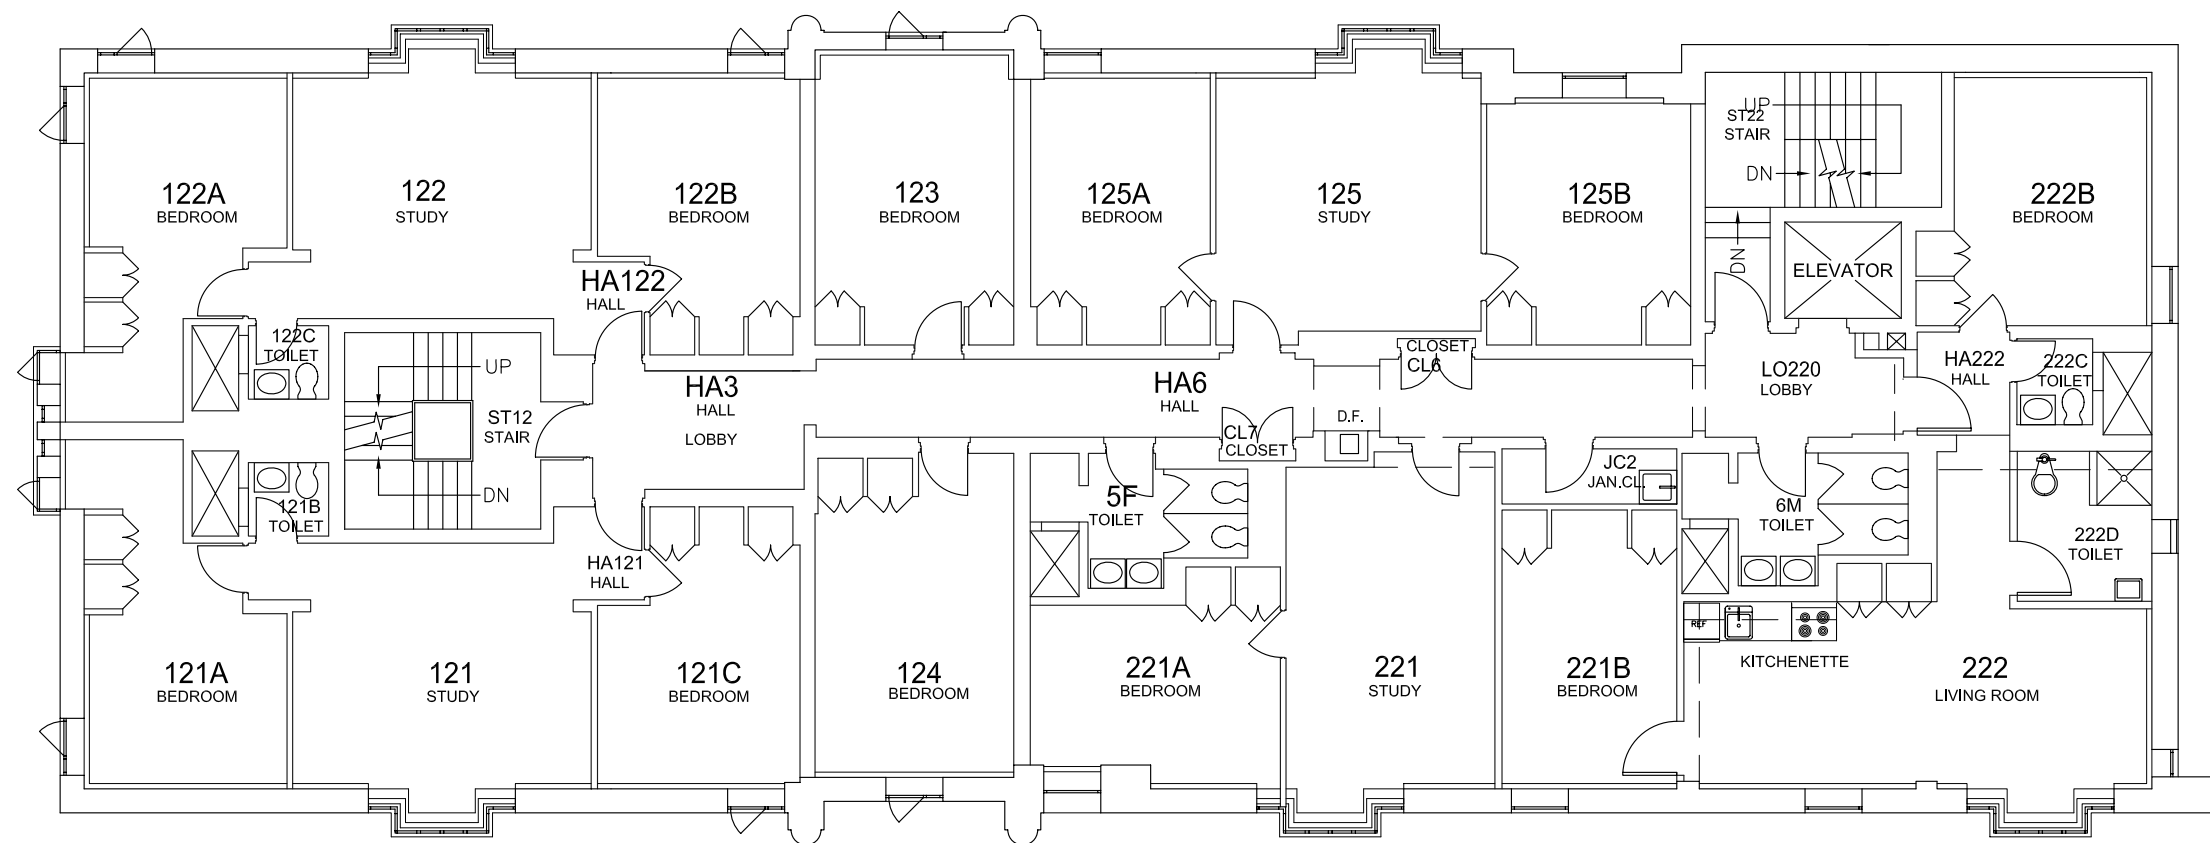 122A
BEDROOM
122
STUDY
122B
BEDROOM
123
BEDROOM
125A
BEDROOM
125
STUDY
125B
BEDROOM
UP
ST22
STAIR
DN
DN
ELEVATOR
222B
BEDROOM
HA122
HALL
122C
TOILET
UP
ST12
STAIR
DN
HA3
HALL
LOBBY
HA6
HALL
CLOSET
CL6
D.F.
CL7
CLOSET
LO220
LOBBY
HA222
HALL
222C
TOILET
121B
TOILET
HA121
HALL
5F
TOILET
JC2
JAN.CL.
6M
TOILET
222D
TOILET
REF
KITCHENETTE
121A
BEDROOM
121
STUDY
121C
BEDROOM
124
BEDROOM
221A
BEDROOM
221
STUDY
221B
BEDROOM
222
LIVING ROOM